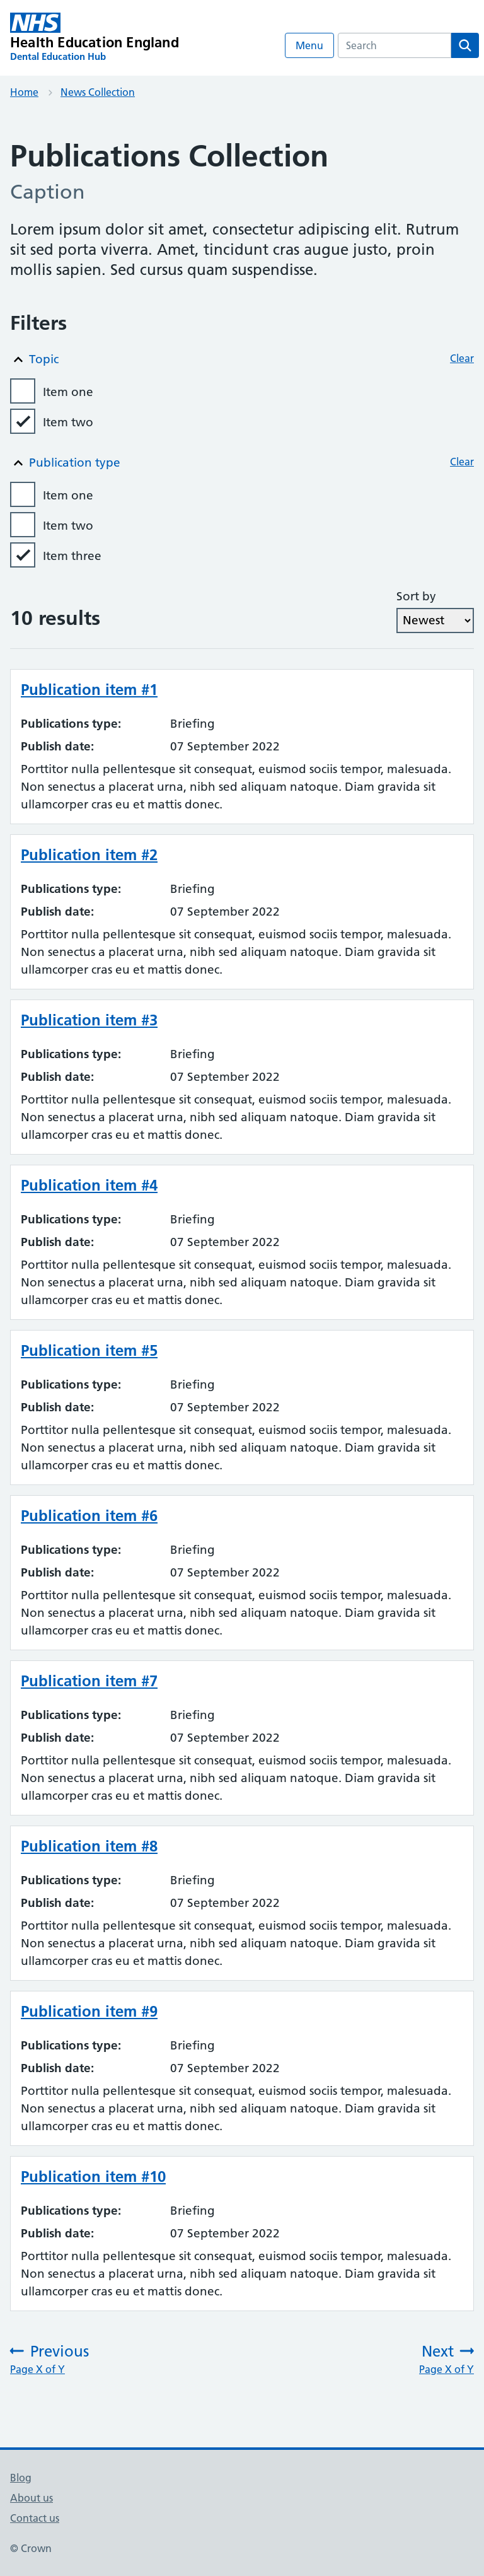 NHS
Health Education England
Dental Education Hub
Menu
Search
Home
News Collection
Publications Collection
Caption
Lorem ipsum dolor sit amet, consectetur adipiscing elit. Rutrum
sit sed porta viverra. Amet, tincidunt cras augue justo, proin
mollis sapien. Sed cursus quam suspendisse.
Filters
Topic
Clear
Item one
Item two
Publication type
Clear
Item one
Item two
Item three
Sort by
10 results
Newest
Publication item #1
Publications type: Briefing
Publish date: 07 September 2022
Porttitor nulla pellentesque sit consequat, euismod sociis tempor, malesuada.
Non senectus a placerat urna, nibh sed aliquam natoque. Diam gravida sit
ullamcorper cras eu et mattis donec.
Publication item #2
Publications type: Briefing
Publish date: 07 September 2022
Porttitor nulla pellentesque sit consequat, euismod sociis tempor, malesuada.
Non senectus a placerat urna, nibh sed aliquam natoque. Diam gravida sit
ullamcorper cras eu et mattis donec.
Publication item #3
Publications type: Briefing
Publish date: 07 September 2022
Porttitor nulla pellentesque sit consequat, euismod sociis tempor, malesuada.
Non senectus a placerat urna, nibh sed aliquam natoque. Diam gravida sit
ullamcorper cras eu et mattis donec.
Publication item #4
Publications type: Briefing
Publish date: 07 September 2022
Porttitor nulla pellentesque sit consequat, euismod sociis tempor, malesuada.
Non senectus a placerat urna, nibh sed aliquam natoque. Diam gravida sit
ullamcorper cras eu et mattis donec.
Publication item #5
Publications type: Briefing
Publish date: 07 September 2022
Porttitor nulla pellentesque sit consequat, euismod sociis tempor, malesuada.
Non senectus a placerat urna, nibh sed aliquam natoque. Diam gravida sit
ullamcorper cras eu et mattis donec.
Publication item #6
Publications type: Briefing
Publish date: 07 September 2022
Porttitor nulla pellentesque sit consequat, euismod sociis tempor, malesuada.
Non senectus a placerat urna, nibh sed aliquam natoque. Diam gravida sit
ullamcorper cras eu et mattis donec.
Publication item #7
Publications type: Briefing
Publish date: 07 September 2022
Porttitor nulla pellentesque sit consequat, euismod sociis tempor, malesuada.
Non senectus a placerat urna, nibh sed aliquam natoque. Diam gravida sit
ullamcorper cras eu et mattis donec.
Publication item #8
Publications type: Briefing
Publish date: 07 September 2022
Porttitor nulla pellentesque sit consequat, euismod sociis tempor, malesuada.
Non senectus a placerat urna, nibh sed aliquam natoque. Diam gravida sit
ullamcorper cras eu et mattis donec.
Publication item #9
Publications type: Briefing
Publish date: 07 September 2022
Porttitor nulla pellentesque sit consequat, euismod sociis tempor, malesuada.
Non senectus a placerat urna, nibh sed aliquam natoque. Diam gravida sit
ullamcorper cras eu et mattis donec.
Publication item #10
Publications type: Briefing
Publish date: 07 September 2022
Porttitor nulla pellentesque sit consequat, euismod sociis tempor, malesuada.
Non senectus a placerat urna, nibh sed aliquam natoque. Diam gravida sit
ullamcorper cras eu et mattis donec.
Previous
Page X of Y
Next
Page X of Y
Blog
About us
Contact us
© Crown